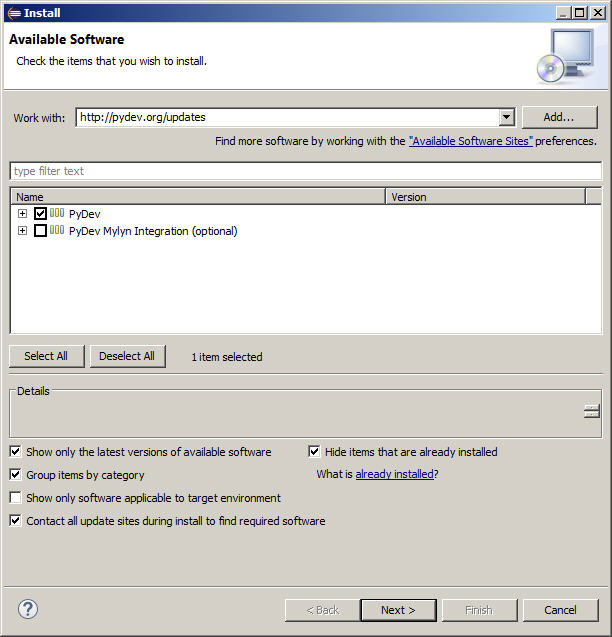 Install
Available Software
Check the items that you wish to install.
Work with: http://pydev.org/updates Add...
Find more software by working with the "Available Software Sites" preferences.
type filter text
Name Version
PyDev
PyDev Mylyn Integration (optional)
Select All Deselect All 1 item selected
Details
Show only the latest versions of available software Hide items that are already installed
Group items by category What is already installed?
Show only software applicable to target environment
Contact all update sites during install to find required software
? < Back Next > Finish Cancel